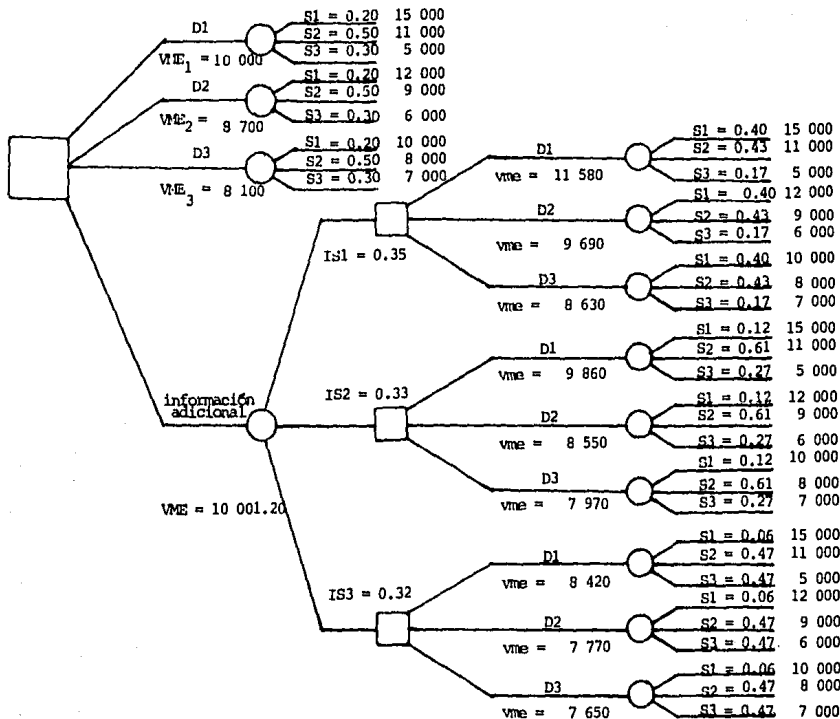 D1
VME1 = 10 000
S1 = 0.20 15 000
S2 = 0.50 11 000
S3 = 0.30 5 000
D2
VME2 = 8 700
S1 = 0.20 12 000
S2 = 0.50 9 000
S3 = 0.30 6 000
D3
VME3 = 8 100
S1 = 0.20 10 000
S2 = 0.50 8 000
S3 = 0.30 7 000
información
adicional
VME = 10 001.20
IS1 = 0.35
D1
vme = 11 580
S1 = 0.40 15 000
S2 = 0.43 11 000
S3 = 0.17 5 000
D2
vme = 9 690
S1 = 0.40 12 000
S2 = 0.43 9 000
S3 = 0.17 6 000
D3
vme = 8 630
S1 = 0.40 10 000
S2 = 0.43 8 000
S3 = 0.17 7 000
IS2 = 0.33
D1
vme = 9 860
S1 = 0.12 15 000
S2 = 0.61 11 000
S3 = 0.27 5 000
D2
vme = 8 550
S1 = 0.12 12 000
S2 = 0.61 9 000
S3 = 0.27 6 000
D3
vme = 7 970
S1 = 0.12 10 000
S2 = 0.61 8 000
S3 = 0.27 7 000
IS3 = 0.32
D1
vme = 8 420
S1 = 0.06 15 000
S2 = 0.47 11 000
S3 = 0.47 5 000
D2
vme = 7 770
S1 = 0.06 12 000
S2 = 0.47 9 000
S3 = 0.47 6 000
D3
vme = 7 650
S1 = 0.06 10 000
S2 = 0.47 8 000
S3 = 0.47 7 000